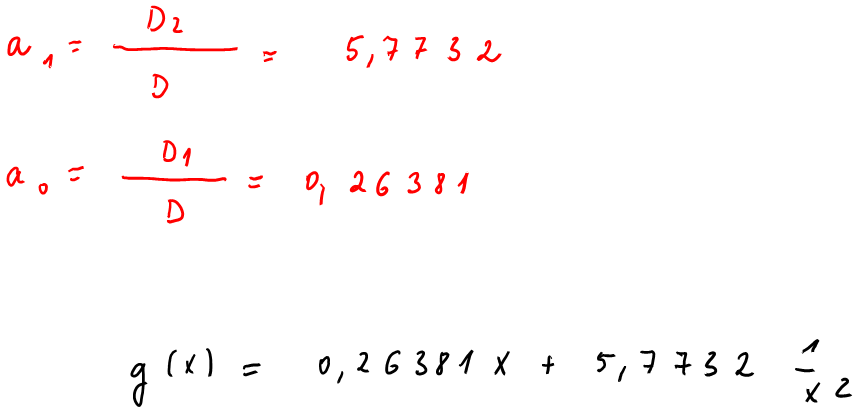 a₁ = D₂/D = 5,7732
a₀ = D₁/D = 0,26381
g(x) = 0,26381 x + 5,7732 1/x²